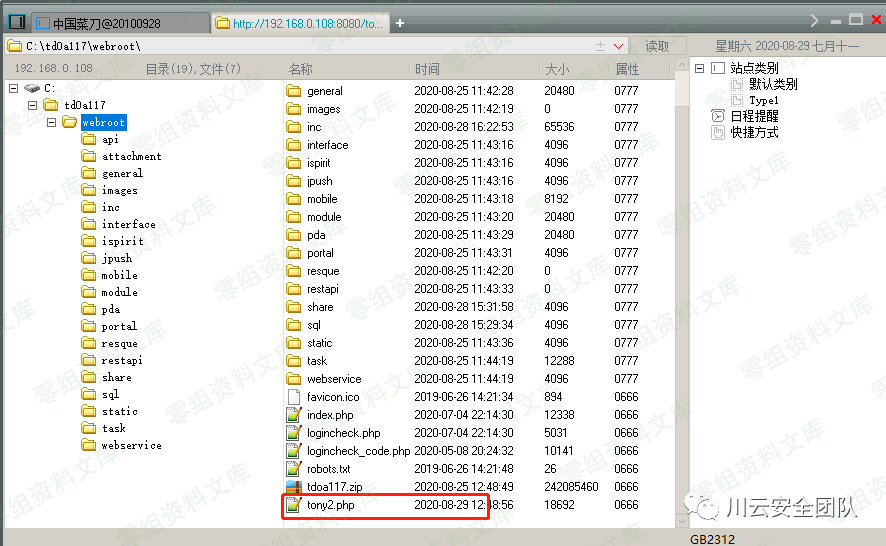 中国菜刀@20100928
http://192.168.0.108:8080/to...
+
C:\td0a117\webroot\
读取
星期六 2020-08-29 七月十一
192.168.0.108 目录(19),文件(7)
名称 时间 大小 属性
C:
td0a117
webroot
api
attachment
general
images
inc
interface
ispirit
jpush
mobile
module
pda
portal
resque
restapi
share
sql
static
task
webservice
general 2020-08-25 11:42:28 20480 0777
images 2020-08-25 11:42:19 0 0777
inc 2020-08-28 16:22:53 65536 0777
interface 2020-08-25 11:43:16 4096 0777
ispirit 2020-08-25 11:43:16 4096 0777
jpush 2020-08-25 11:43:16 4096 0777
mobile 2020-08-25 11:43:18 8192 0777
module 2020-08-25 11:43:20 20480 0777
pda 2020-08-25 11:43:29 20480 0777
portal 2020-08-25 11:43:31 4096 0777
resque 2020-08-25 11:42:20 0 0777
restapi 2020-08-25 11:43:33 0 0777
share 2020-08-28 15:31:58 4096 0777
sql 2020-08-28 15:29:34 4096 0777
static 2020-08-25 11:43:36 4096 0777
task 2020-08-25 11:44:19 12288 0777
webservice 2020-08-25 11:44:19 4096 0777
favicon.ico 2019-06-26 14:21:34 894 0666
index.php 2020-07-04 22:14:30 12338 0666
logincheck.php 2020-07-04 22:14:30 5031 0666
logincheck_code.php 2020-05-08 20:24:32 10141 0666
robots.txt 2019-06-26 14:21:48 26 0666
tdoa117.zip 2020-08-25 12:48:49 242085460 0666
tony2.php 2020-08-29 12:48:56 18692 0666
站点类别
默认类别
Type1
日程提醒
快捷方式
零组资料文库
川云安全团队
GB2312